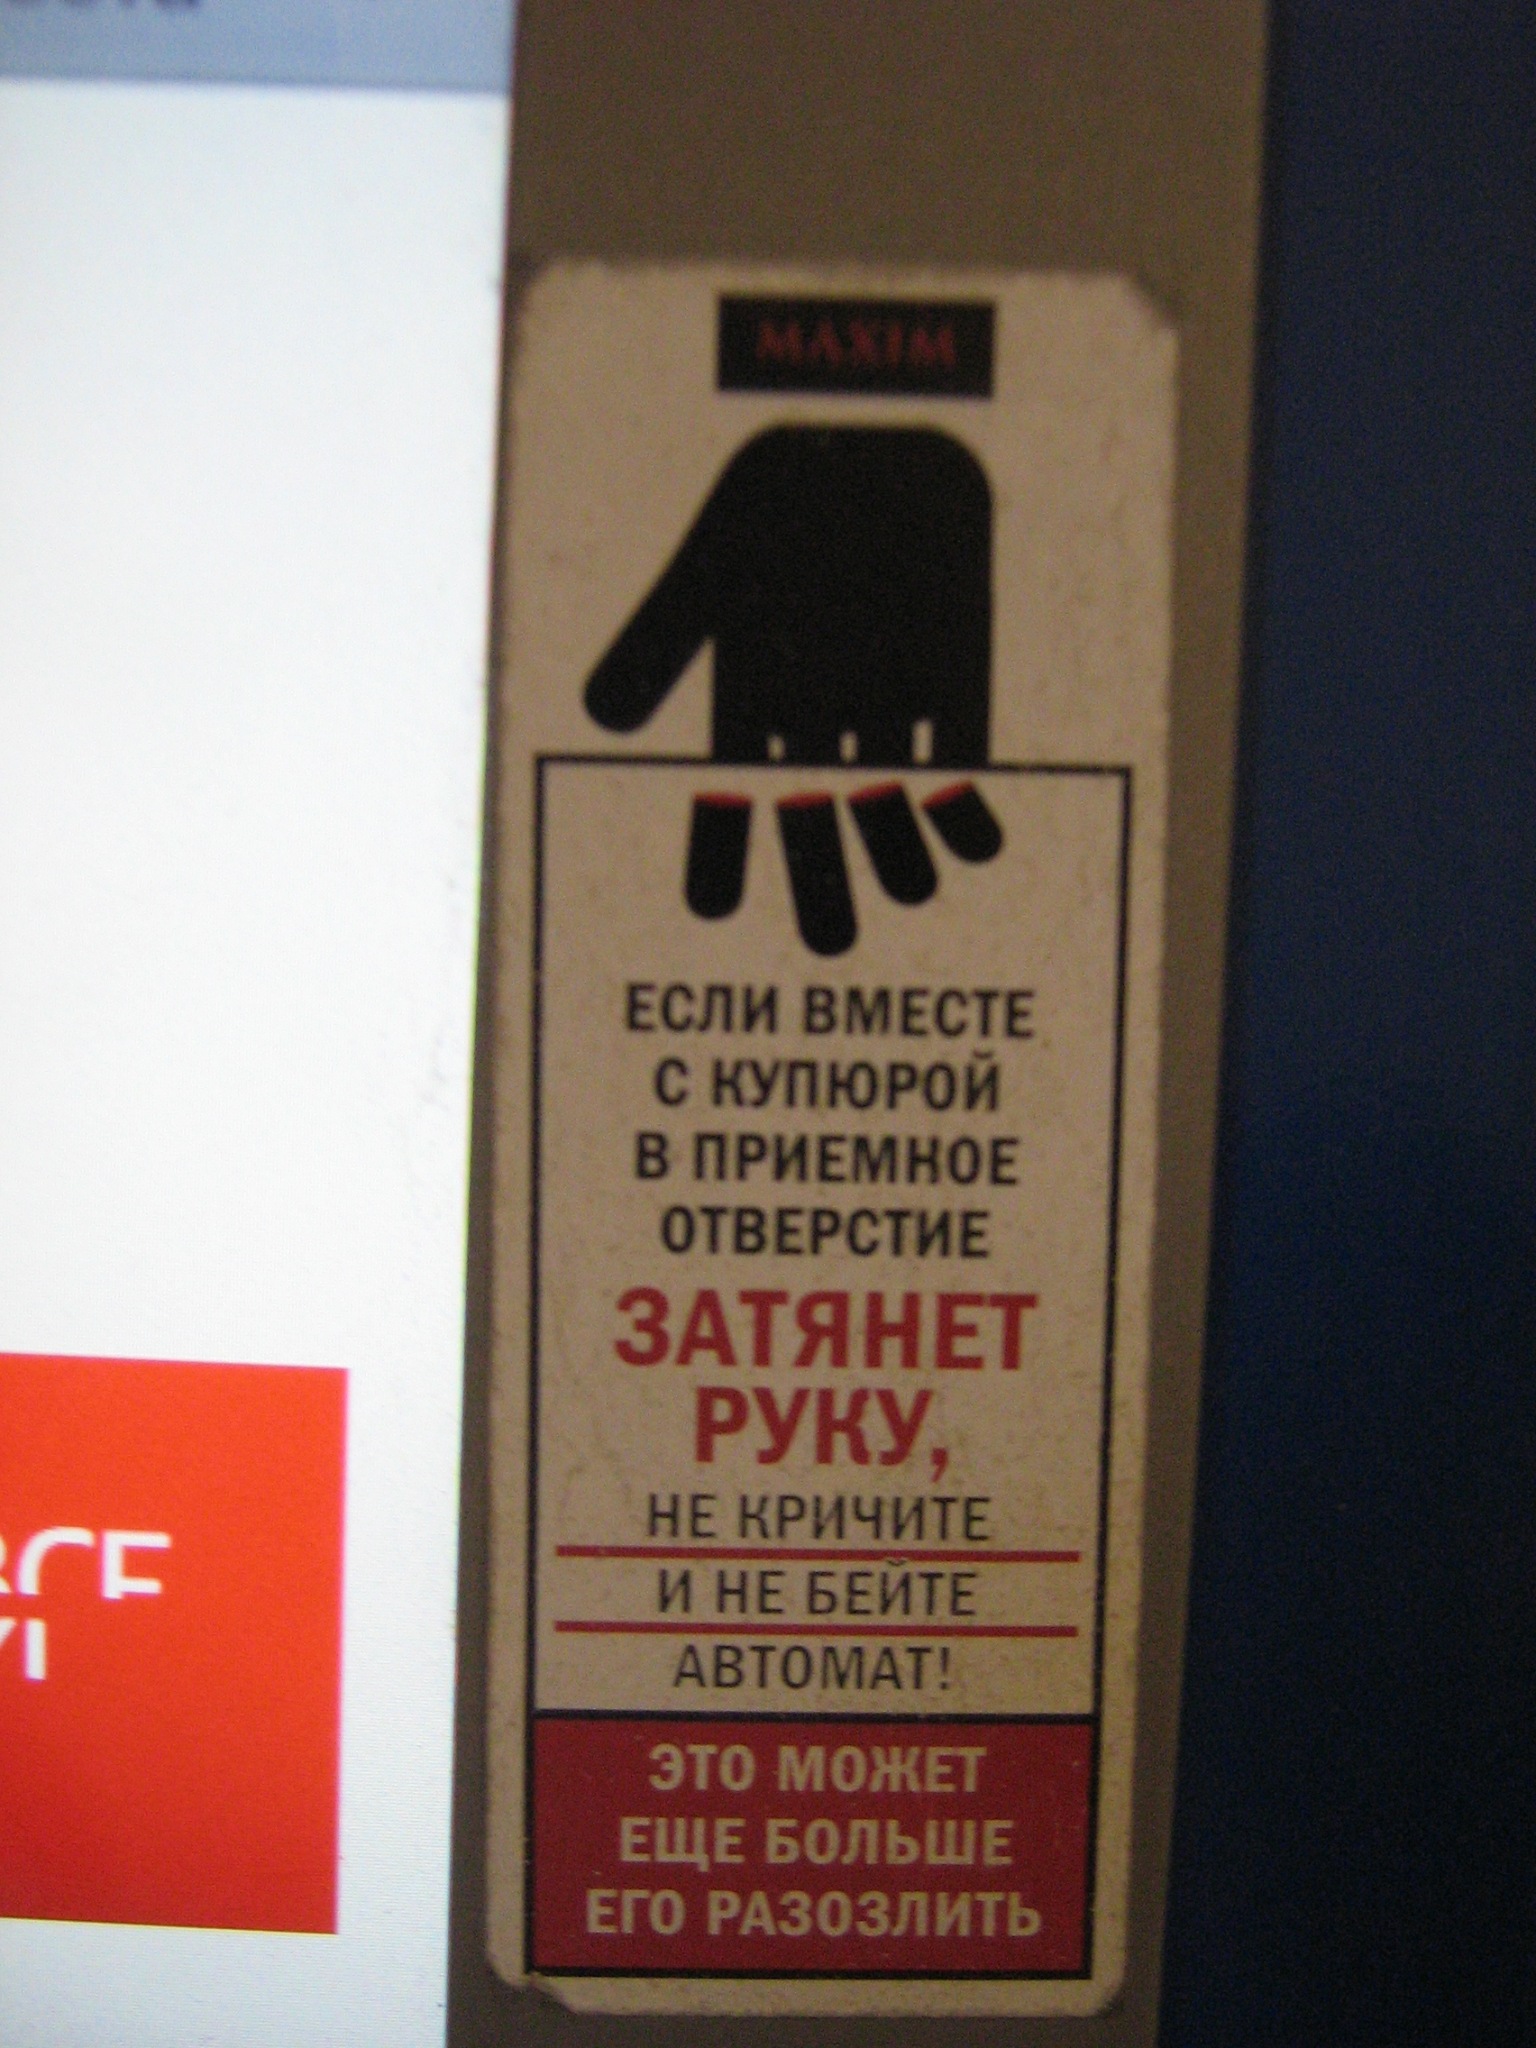 MAXIM
ЕСЛИ ВМЕСТЕ
С КУПЮРОЙ
В ПРИЕМНОЕ
ОТВЕРСТИЕ
ЗАТЯНЕТ
РУКУ,
НЕ КРИЧИТЕ
И НЕ БЕЙТЕ
АВТОМАТ!
ЭТО МОЖЕТ
ЕЩЕ БОЛЬШЕ
ЕГО РАЗОЗЛИТЬ